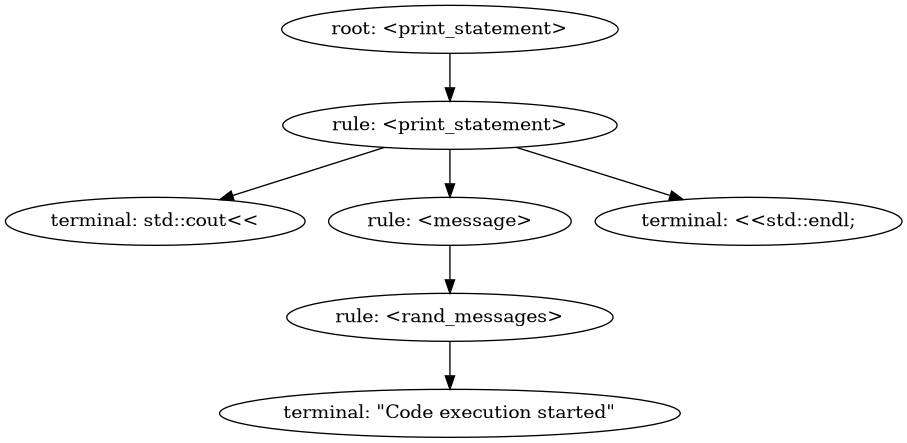 root: <print_statement>
rule: <print_statement>
terminal: std::cout<<
rule: <message>
terminal: <<std::endl;
rule: <rand_messages>
terminal: "Code execution started"